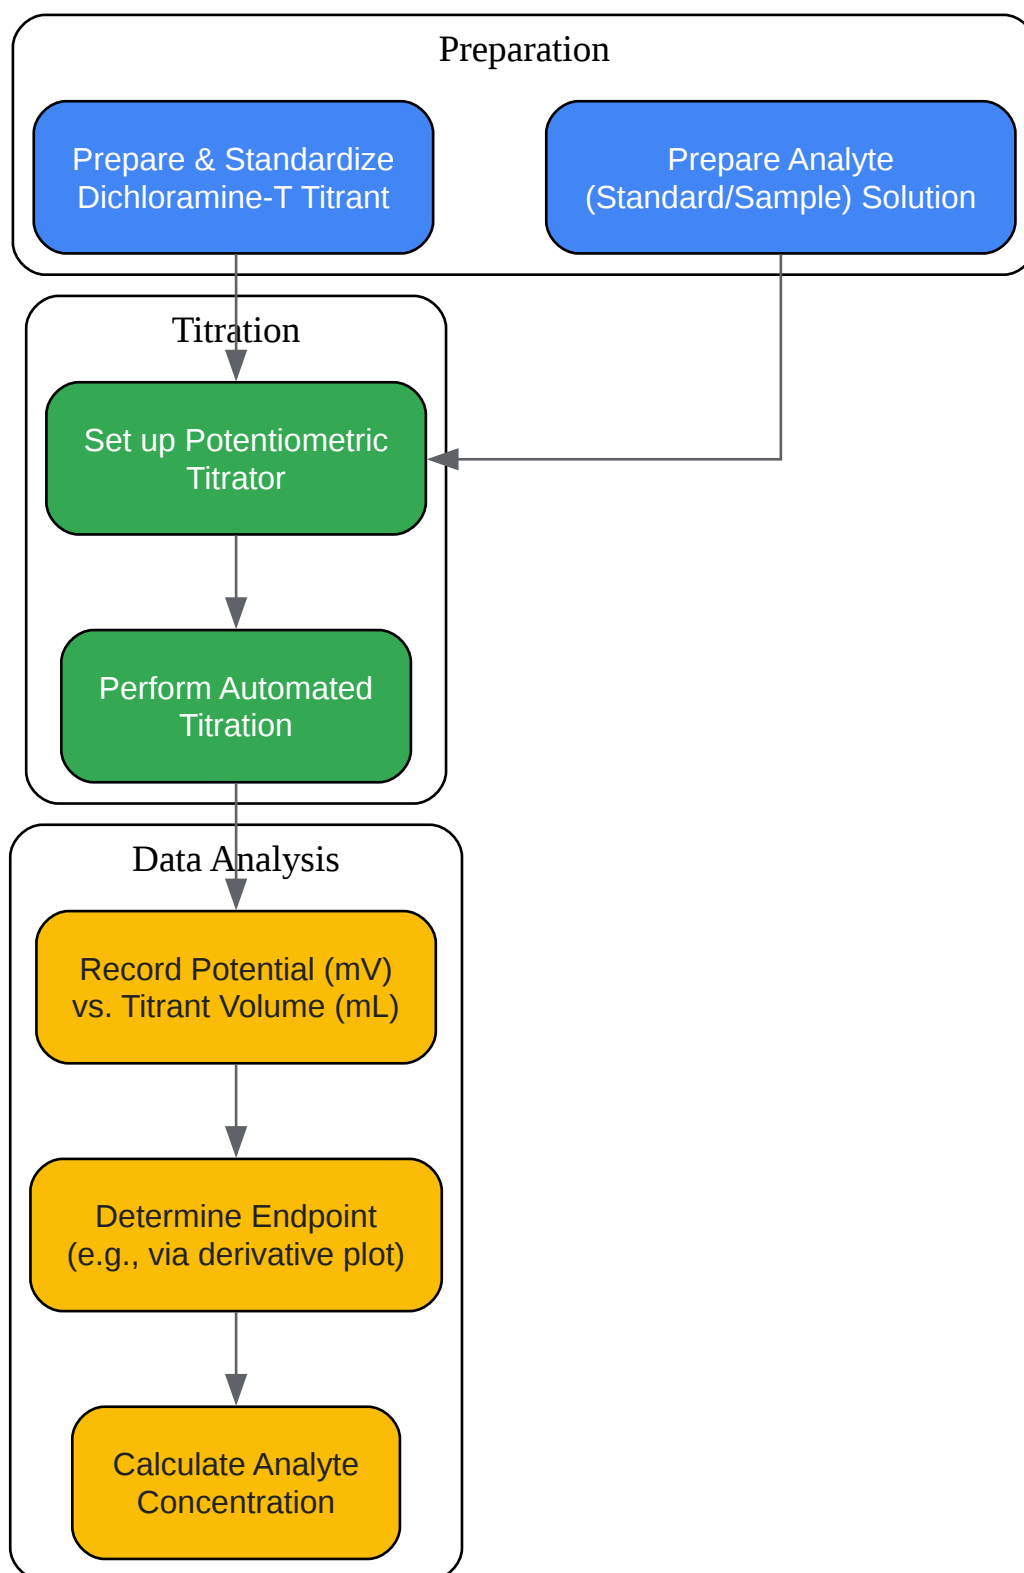 Preparation
Prepare & Standardize
Dichloramine-T Titrant
Prepare Analyte
(Standard/Sample) Solution
Titration
Set up Potentiometric
Titrator
Perform Automated
Titration
Data Analysis
Record Potential (mV)
vs. Titrant Volume (mL)
Determine Endpoint
(e.g., via derivative plot)
Calculate Analyte
Concentration